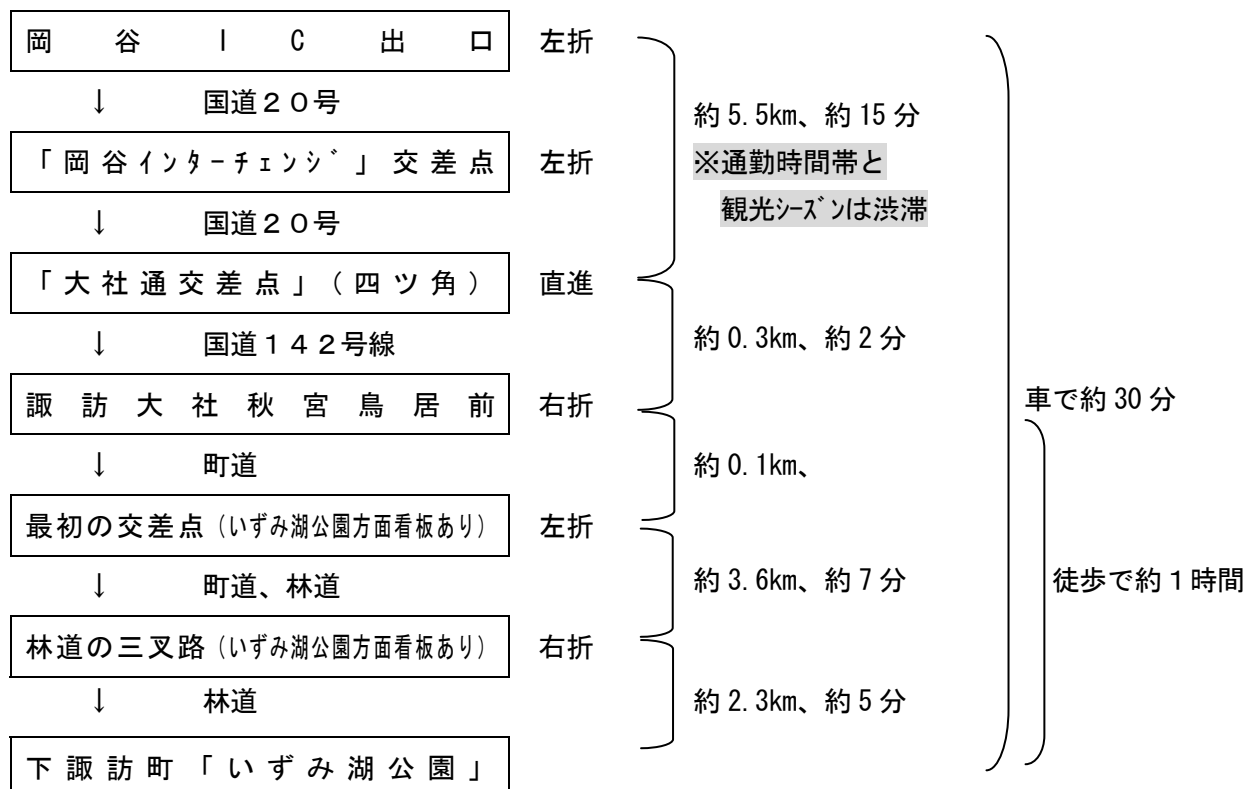 岡谷ＩＣ出口 左折
↓ 国道２０号
約5.5km、約15分
「岡谷ｲﾝﾀｰﾁｪﾝｼﾞ」交差点 左折
※通勤時間帯と
観光ｼｰｽﾞﾝは渋滞
↓ 国道２０号
「大社通交差点」（四ツ角） 直進
↓ 国道１４２号線
約0.3km、約2分
諏訪大社秋宮鳥居前 右折
車で約30分
↓ 町道
約0.1km、
最初の交差点（いずみ湖公園方面看板あり） 左折
↓ 町道、林道
約3.6km、約7分
徒歩で約１時間
林道の三叉路（いずみ湖公園方面看板あり） 右折
↓ 林道
約2.3km、約5分
下諏訪町「いずみ湖公園」